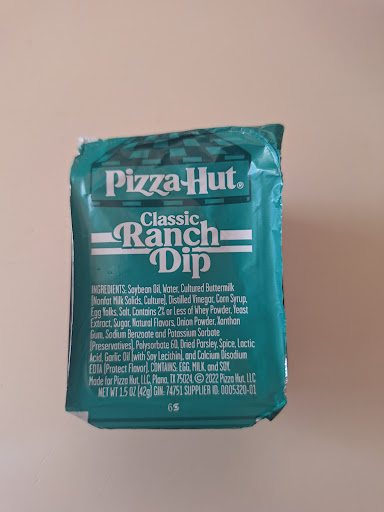 Pizza Hut®
Classic
Ranch
Dip
INGREDIENTS: Soybean Oil, Water, Cultured Buttermilk
(Nonfat Milk Solids, Culture), Distilled Vinegar, Corn Syrup,
Egg Yolks, Salt, Contains 2% or Less of Whey Powder, Yeast
Extract, Sugar, Natural Flavors, Onion Powder, Xanthan
Gum, Sodium Benzoate and Potassium Sorbate
(Preservatives), Polysorbate 60, Dried Parsley, Spice, Lactic
Acid, Garlic Oil (with Soy Lecithin), and Calcium Disodium
EDTA (Protect Flavor). CONTAINS: EGG, MILK, and SOY.
Made for Pizza Hut, LLC, Plano, TX 75024. © 2022 Pizza Hut, LLC
NET WT 1.5 OZ (42g) GIN: 74751 SUPPLIER ID: 0005320-01